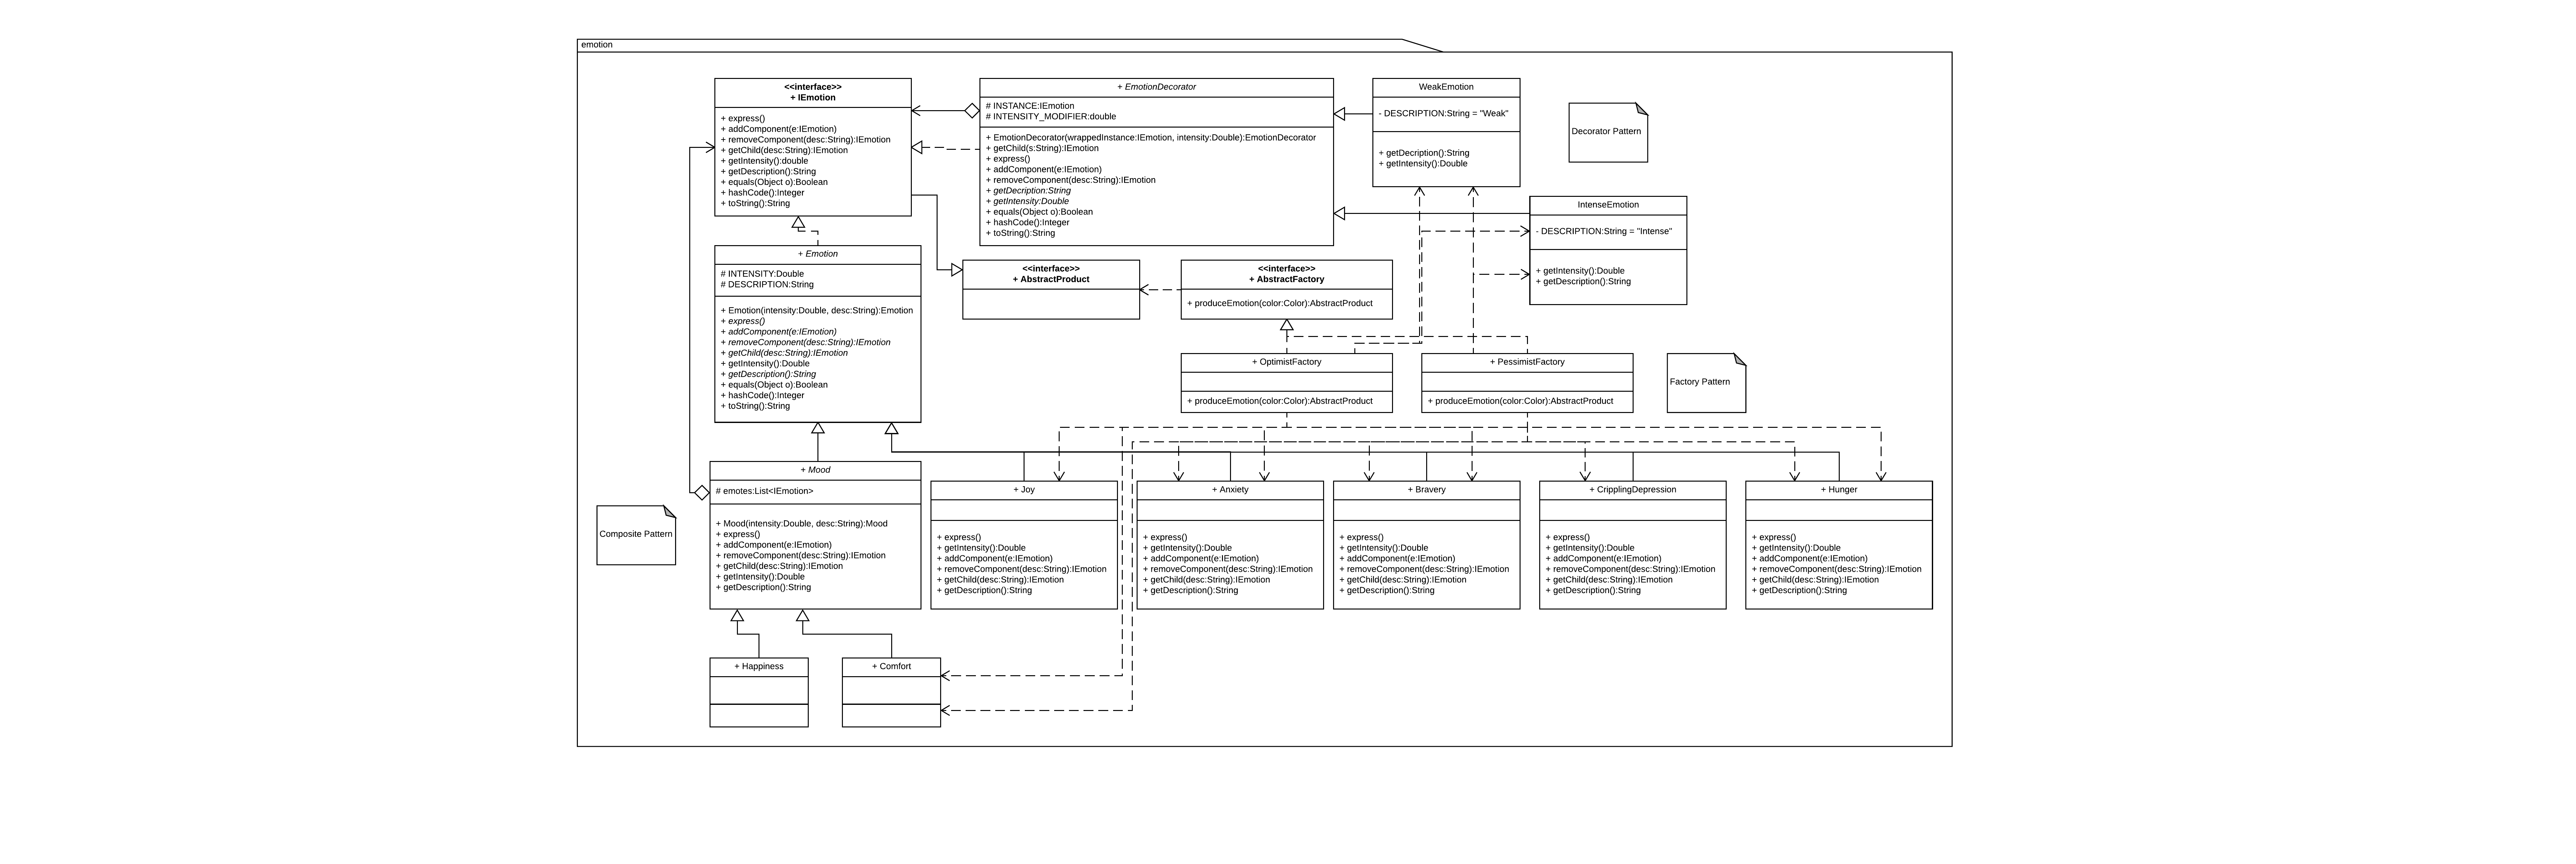 emotion
<<interface>>
+ IEmotion
+ express()
+ addComponent(e:IEmotion)
+ removeComponent(desc:String):IEmotion
+ getChild(desc:String):IEmotion
+ getIntensity():double
+ getDescription():String
+ equals(Object o):Boolean
+ hashCode():Integer
+ toString():String
+ EmotionDecorator
# INSTANCE:IEmotion
# INTENSITY_MODIFIER:double
+ EmotionDecorator(wrappedInstance:IEmotion, intensity:Double):EmotionDecorator
+ getChild(s:String):IEmotion
+ express()
+ addComponent(e:IEmotion)
+ removeComponent(desc:String):IEmotion
+ getDecription:String
+ getIntensity:Double
+ equals(Object o):Boolean
+ hashCode():Integer
+ toString():String
WeakEmotion
- DESCRIPTION:String = "Weak"
+ getDecription():String
+ getIntensity():Double
Decorator Pattern
IntenseEmotion
- DESCRIPTION:String = "Intense"
+ getIntensity():Double
+ getDescription():String
+ Emotion
# INTENSITY:Double
# DESCRIPTION:String
+ Emotion(intensity:Double, desc:String):Emotion
+ express()
+ addComponent(e:IEmotion)
+ removeComponent(desc:String):IEmotion
+ getChild(desc:String):IEmotion
+ getIntensity():Double
+ getDescription():String
+ equals(Object o):Boolean
+ hashCode():Integer
+ toString():String
<<interface>>
+ AbstractProduct
<<interface>>
+ AbstractFactory
+ produceEmotion(color:Color):AbstractProduct
+ OptimistFactory
+ produceEmotion(color:Color):AbstractProduct
+ PessimistFactory
+ produceEmotion(color:Color):AbstractProduct
Factory Pattern
Composite Pattern
+ Mood
# emotes:List<IEmotion>
+ Mood(intensity:Double, desc:String):Mood
+ express()
+ addComponent(e:IEmotion)
+ removeComponent(desc:String):IEmotion
+ getChild(desc:String):IEmotion
+ getIntensity():Double
+ getDescription():String
+ Joy
+ express()
+ getIntensity():Double
+ addComponent(e:IEmotion)
+ removeComponent(desc:String):IEmotion
+ getChild(desc:String):IEmotion
+ getDescription():String
+ Anxiety
+ express()
+ getIntensity():Double
+ addComponent(e:IEmotion)
+ removeComponent(desc:String):IEmotion
+ getChild(desc:String):IEmotion
+ getDescription():String
+ Bravery
+ express()
+ getIntensity():Double
+ addComponent(e:IEmotion)
+ removeComponent(desc:String):IEmotion
+ getChild(desc:String):IEmotion
+ getDescription():String
+ CripplingDepression
+ express()
+ getIntensity():Double
+ addComponent(e:IEmotion)
+ removeComponent(desc:String):IEmotion
+ getChild(desc:String):IEmotion
+ getDescription():String
+ Hunger
+ express()
+ getIntensity():Double
+ addComponent(e:IEmotion)
+ removeComponent(desc:String):IEmotion
+ getChild(desc:String):IEmotion
+ getDescription():String
+ Happiness
+ Comfort